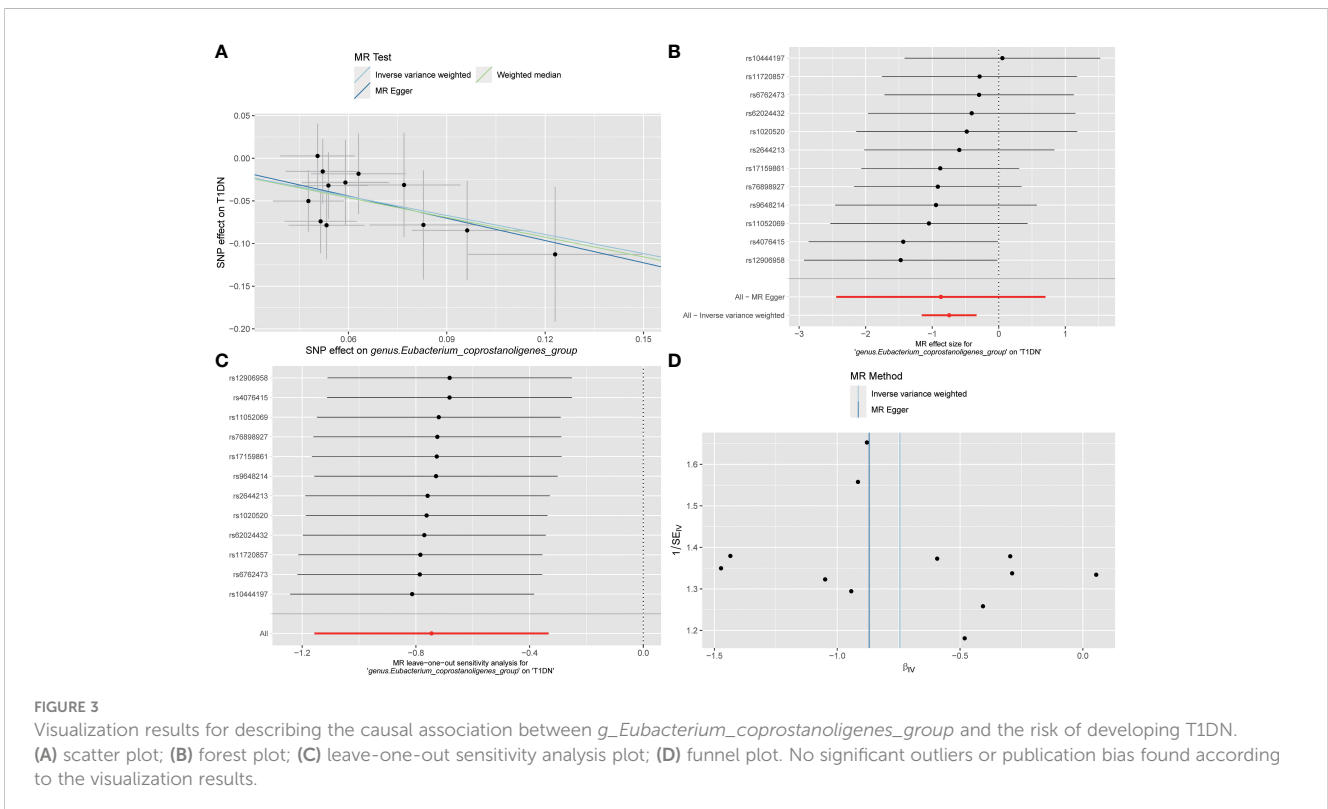 A
MR Test
Inverse variance weighted
Weighted median
MR Egger
0.05
0.00
−0.05
−0.10
−0.15
−0.20
SNP effect on T1DN
0.06
0.09
0.12
0.15
SNP effect on genus.Eubacterium_coprostanoligenes_group
B
rs10444197
rs11720857
rs6762473
rs62024432
rs1020520
rs2644213
rs17159861
rs76898927
rs9648214
rs11052069
rs4076415
rs12906958
All − MR Egger
All − Inverse variance weighted
−3
−2
−1
0
1
MR effect size for
'genus.Eubacterium_coprostanoligenes_group' on 'T1DN'
C
rs12906958
rs4076415
rs11052069
rs76898927
rs17159861
rs9648214
rs2644213
rs1020520
rs62024432
rs11720857
rs6762473
rs10444197
All
−1.2
−0.8
−0.4
0.0
MR leave−one−out sensitivity analysis for
'genus.Eubacterium_coprostanoligenes_group' on 'T1DN'
D
MR Method
Inverse variance weighted
MR Egger
1.6
1.5
1.4
1.3
1.2
1/SEIV
−1.5
−1.0
−0.5
0.0
βIV
FIGURE 3
Visualization results for describing the causal association between g_Eubacterium_coprostanoligenes_group and the risk of developing T1DN.
(A) scatter plot; (B) forest plot; (C) leave-one-out sensitivity analysis plot; (D) funnel plot. No significant outliers or publication bias found according
to the visualization results.